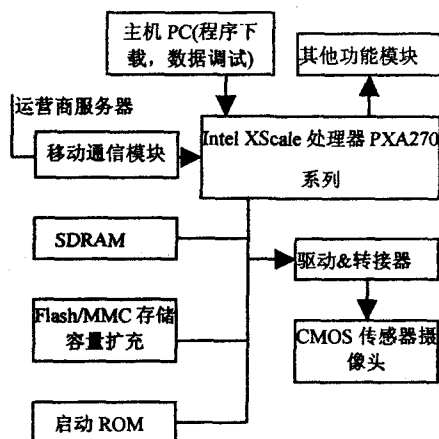 主机 PC(程序下
载，数据调试)
其他功能模块
运营商服务器
移动通信模块
Intel XScale 处理器 PXA270
系列
SDRAM
驱动&转接器
Flash/MMC 存储
容量扩充
CMOS 传感器摄
像头
启动 ROM